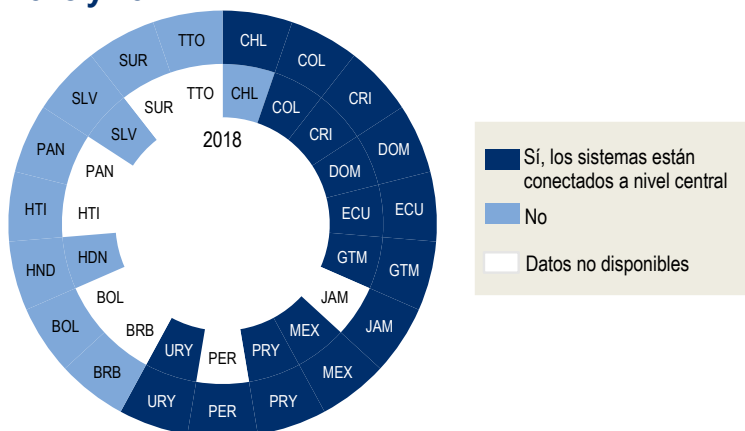 TTO
CHL
COL
CRI
DOM
ECU
GTM
JAM
MEX
PRY
PER
URY
BRB
BOL
HND
HTI
PAN
SLV
SUR
TTO
CHL
COL
CRI
DOM
ECU
GTM
JAM
MEX
PRY
PER
URY
BRB
BOL
HDN
HTI
PAN
SLV
SUR
2018
Sí, los sistemas están
conectados a nivel central
No
Datos no disponibles